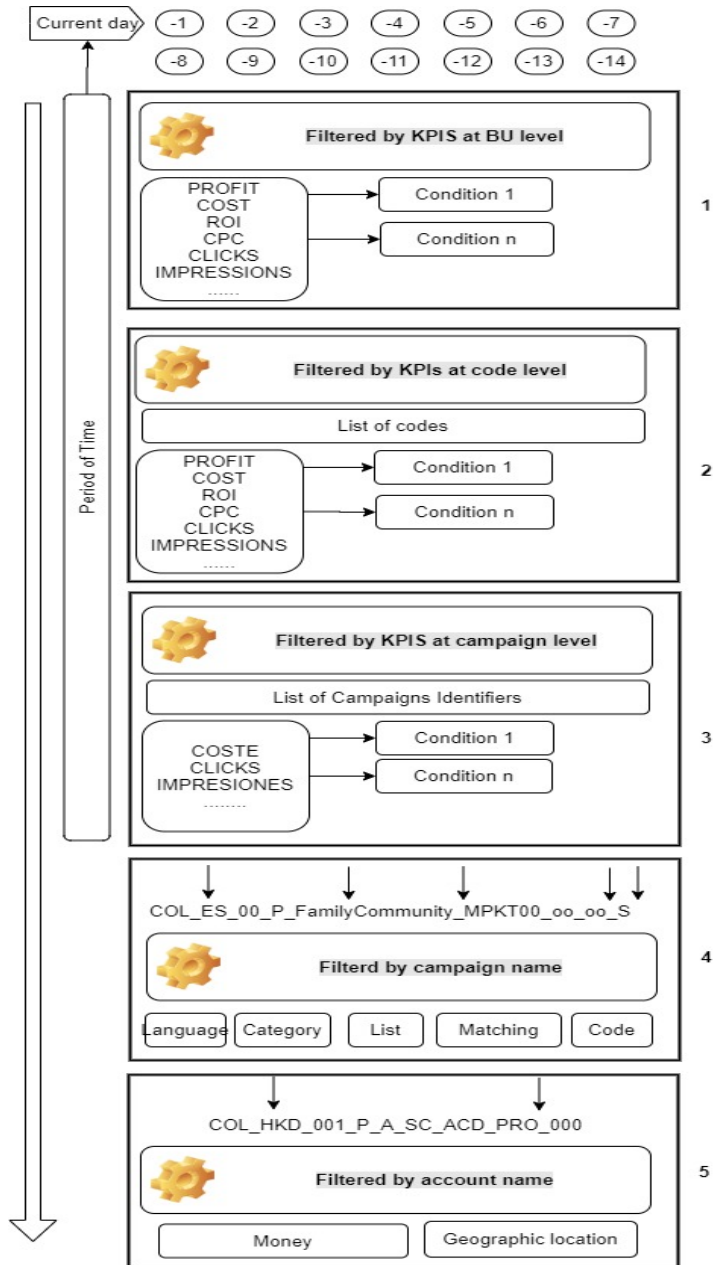 Current day
-1 -2 -3 -4 -5 -6 -7
-8 -9 -10 -11 -12 -13 -14
Period of Time
Filtered by KPIS at BU level
PROFIT
COST
ROI
CPC
CLICKS
IMPRESSIONS
......
Condition 1
Condition n
1
Filtered by KPIs at code level
List of codes
PROFIT
COST
ROI
CPC
CLICKS
IMPRESSIONS
......
Condition 1
Condition n
2
Filtered by KPIS at campaign level
List of Campaigns Identifiers
COSTE
CLICKS
IMPRESIONES
........
Condition 1
Condition n
3
COL_ES_00_P_FamilyCommunity_MPKT00_oo_oo_S
Filterd by campaign name
Language Category List Matching Code
4
COL_HKD_001_P_A_SC_ACD_PRO_000
Filtered by account name
Money Geographic location
5